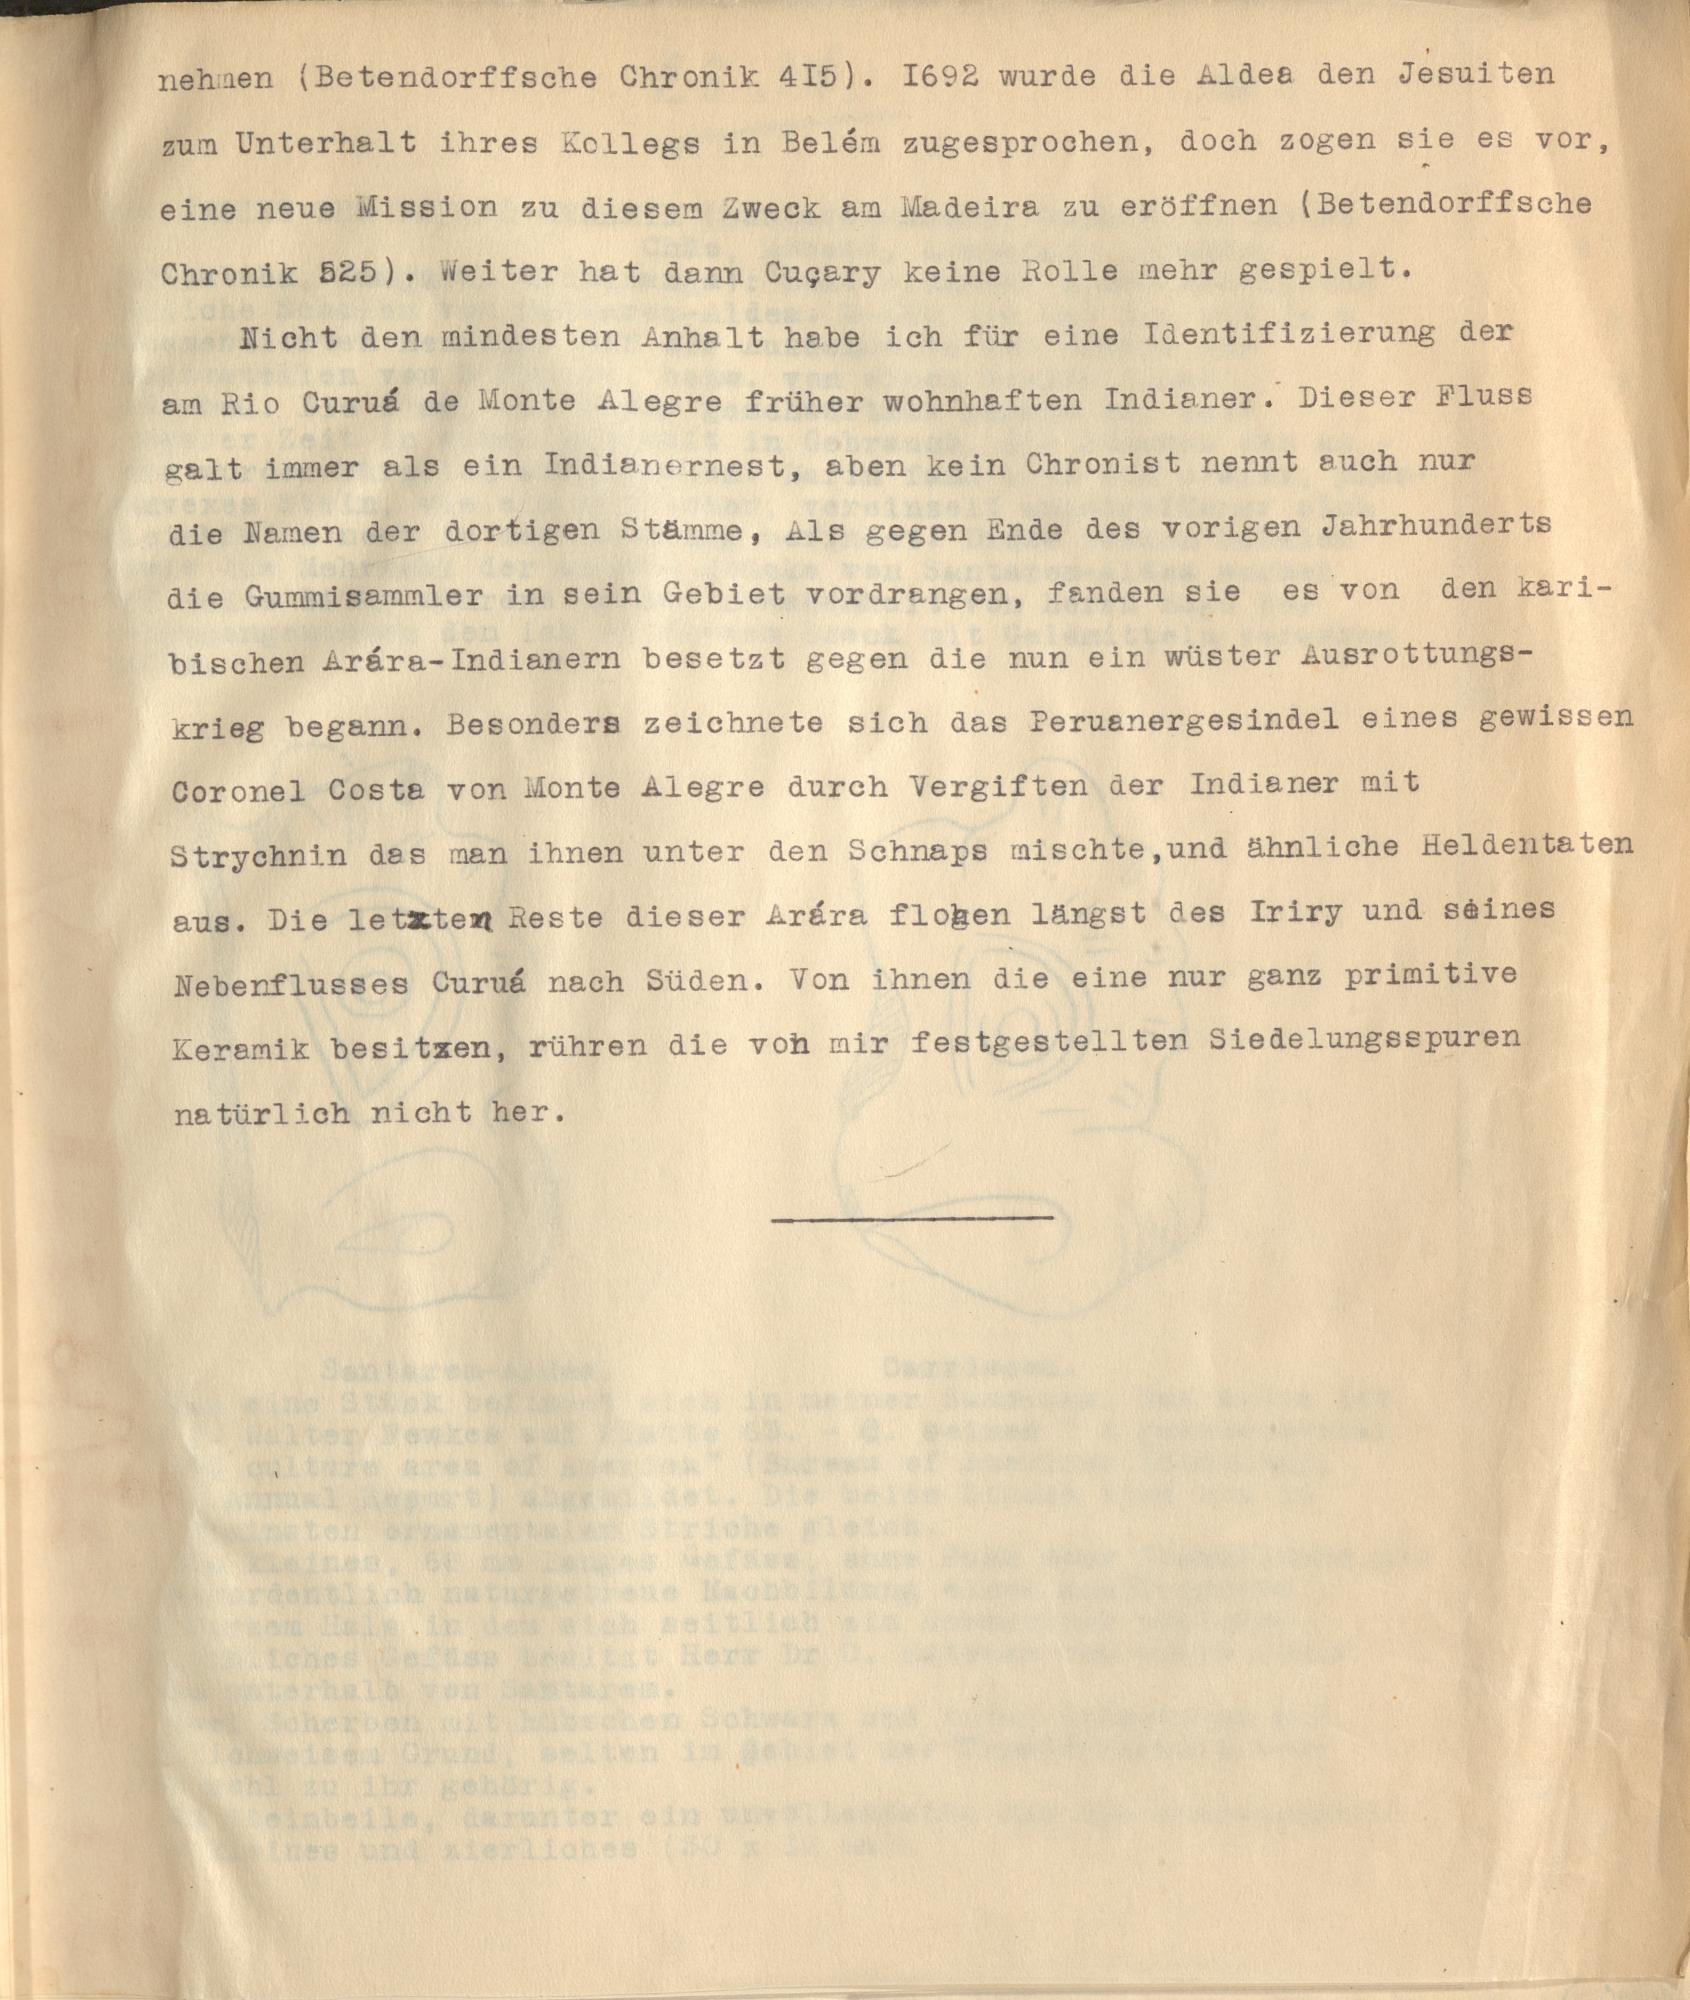 nehmen (Betendorffsche Chronik 4I5). I692 wurde die Aldea den Jesuiten
zum Unterhalt ihres Kollegs in Belém zugesprochen, doch zogen sie es vor,
eine neue Mission zu diesem Zweck am Madeira zu eröffnen (Betendorffsche
Chronik 525). Weiter hat dann Cuçary keine Rolle mehr gespielt.
Nicht den mindesten Anhalt habe ich für eine Identifizierung der
am Rio Curuá de Monte Alegre früher wohnhaften Indianer. Dieser Fluss
galt immer als ein Indianernest, aben kein Chronist nennt auch nur
die Namen der dortigen Stämme, Als gegen Ende des vorigen Jahrhunderts
die Gummisammler in sein Gebiet vordrangen, fanden sie es von den kari-
bischen Arára-Indianern besetzt gegen die nun ein wüster Ausrottungs-
krieg begann. Besonders zeichnete sich das Peruanergesindel eines gewissen
Coronel Costa von Monte Alegre durch Vergiften der Indianer mit
Strychnin das man ihnen unter den Schnaps mischte,und ähnliche Heldentaten
aus. Die letzten Reste dieser Arára flohen längst des Iriry und seines
Nebenflusses Curuá nach Süden. Von ihnen die eine nur ganz primitive
Keramik besitzen, rühren die von mir festgestellten Siedelungsspuren
natürlich nicht her.